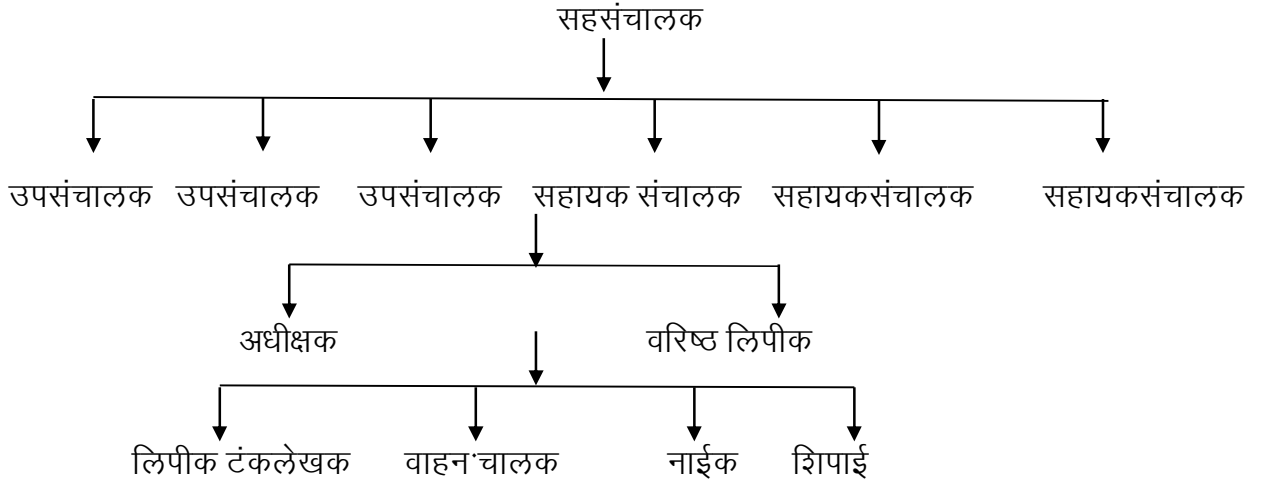 सहसंचालक
उपसंचालक उपसंचालक उपसंचालक सहायक संचालक सहायकसंचालक सहायकसंचालक
अधीक्षक वरिष्ठ लिपीक
लिपीक टंकलेखक वाहन चालक नाईक शिपाई